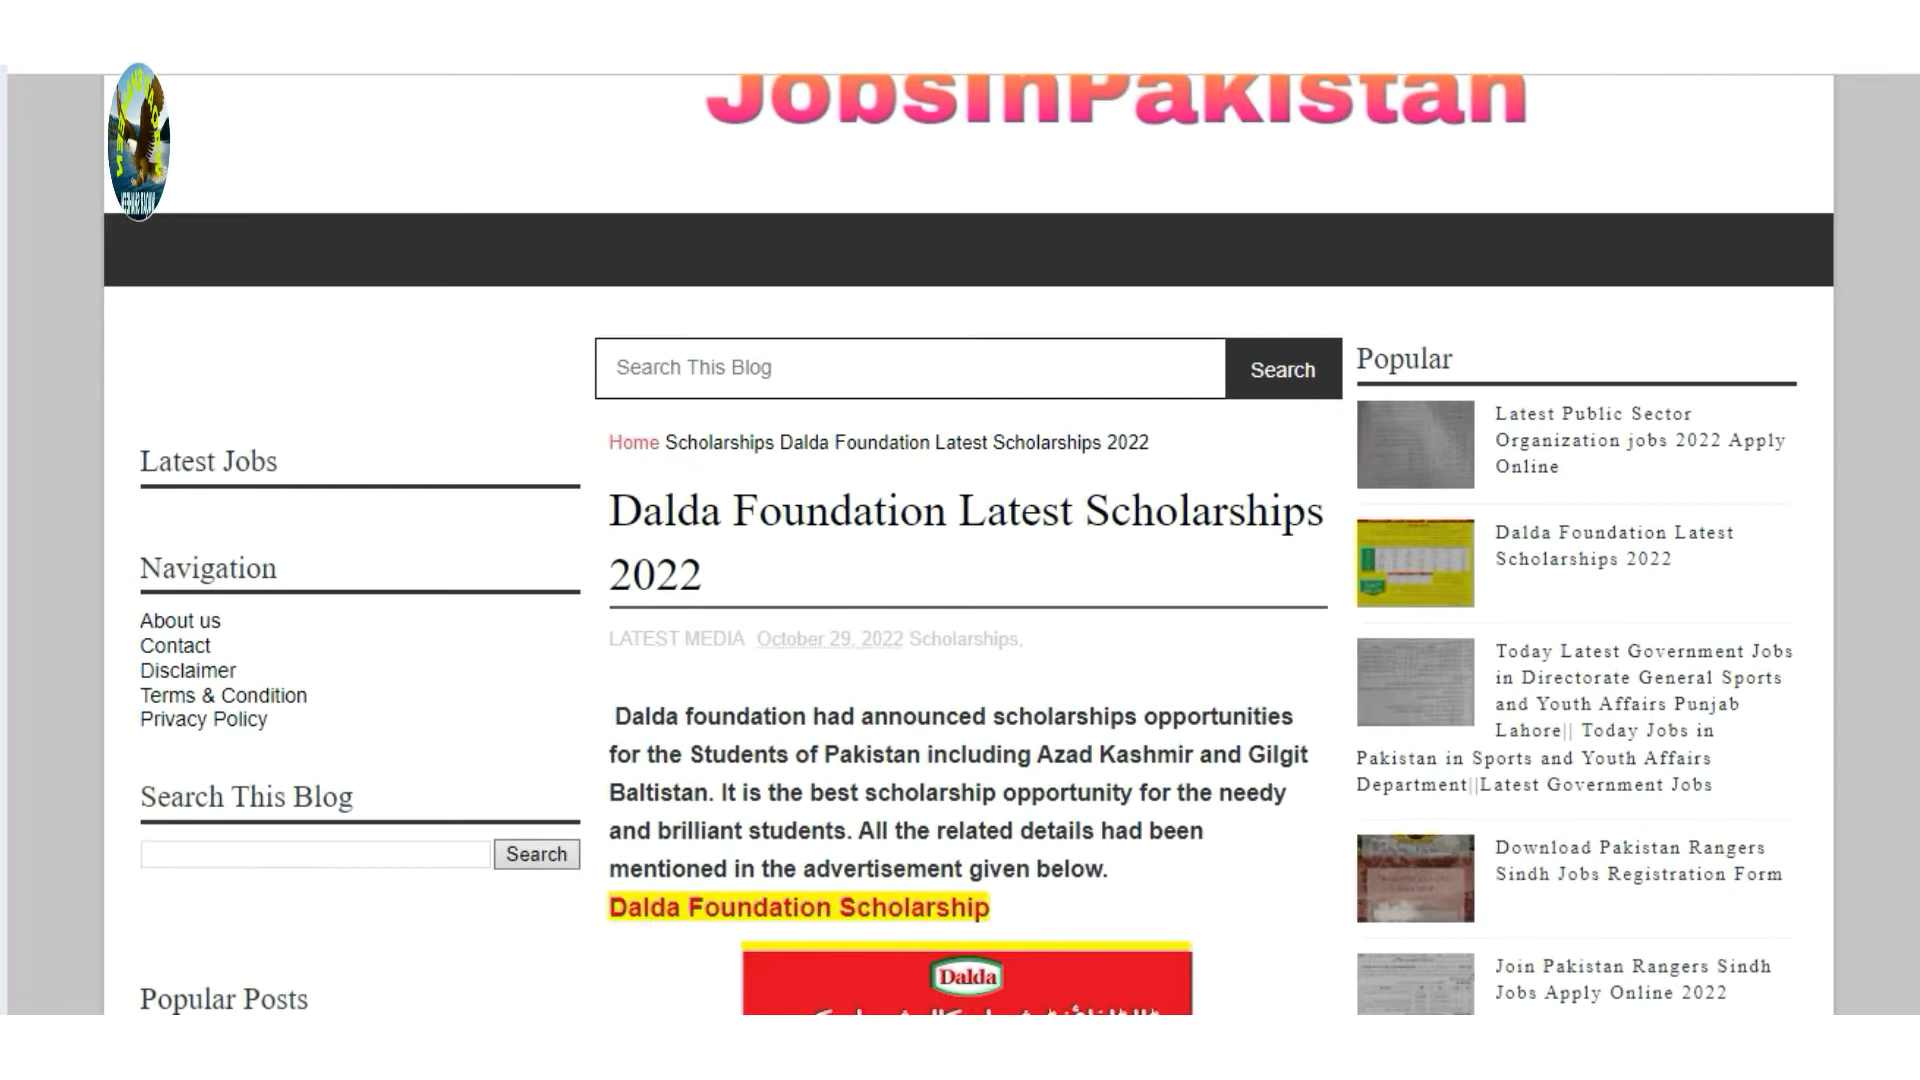 JobsInPakistan
Search This Blog
Search
Home Scholarships Dalda Foundation Latest Scholarships 2022
Dalda Foundation Latest Scholarships
2022
LATEST MEDIA October 29, 2022 Scholarships,
Dalda foundation had announced scholarships opportunities
for the Students of Pakistan including Azad Kashmir and Gilgit
Baltistan. It is the best scholarship opportunity for the needy
and brilliant students. All the related details had been
mentioned in the advertisement given below.
Dalda Foundation Scholarship
Dalda
Latest Jobs
Navigation
About us
Contact
Disclaimer
Terms & Condition
Privacy Policy
Search This Blog
Search
Popular Posts
Popular
Latest Public Sector
Organization jobs 2022 Apply
Online
Dalda Foundation Latest
Scholarships 2022
Today Latest Government Jobs
in Directorate General Sports
and Youth Affairs Punjab
Lahore|| Today Jobs in
Pakistan in Sports and Youth Affairs
Department||Latest Government Jobs
Download Pakistan Rangers
Sindh Jobs Registration Form
Join Pakistan Rangers Sindh
Jobs Apply Online 2022